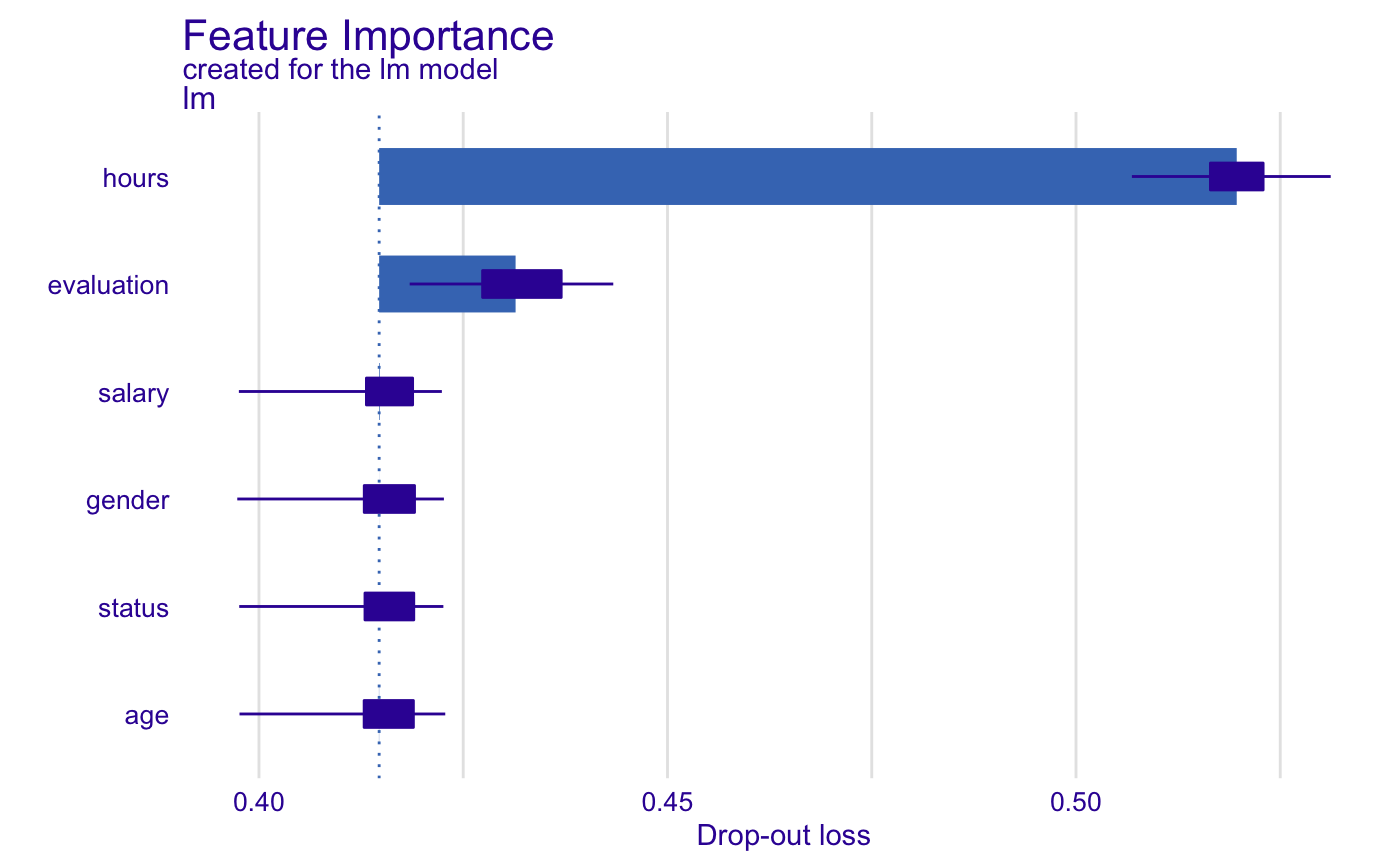 Feature Importance
created for the lm model
lm
hours
evaluation
salary
gender
status
age
0.40 0.45 0.50
Drop-out loss